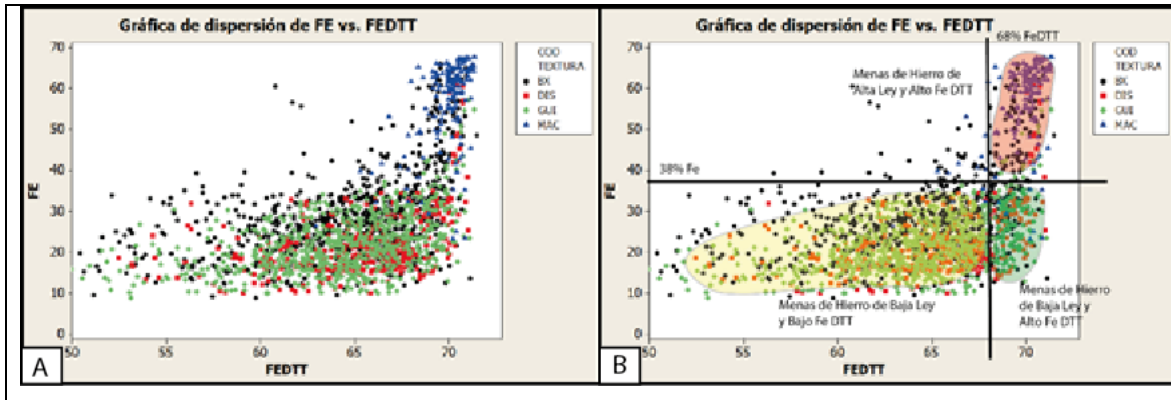 Gráfica de dispersión de FE vs. FEDTT
COD
TEXTURA
BX
DIS
GUI
MAC
70
60
50
40
30
20
10
0
FE
50
55
60
65
70
FEDTT
A
Gráfica de dispersión de FE vs. FEDTT
68% FeDTT
COD
TEXTURA
BX
DIS
GUI
MAC
Menas de Hierro de
Alta Ley y Alto Fe DTT
38% Fe
70
60
50
40
30
20
10
0
FE
Menas de Hierro de Baja Ley
y Bajo Fe DTT
Menas de Hierro
de Baja Ley y
Alto Fe DTT
50
55
60
65
70
FEDTT
B